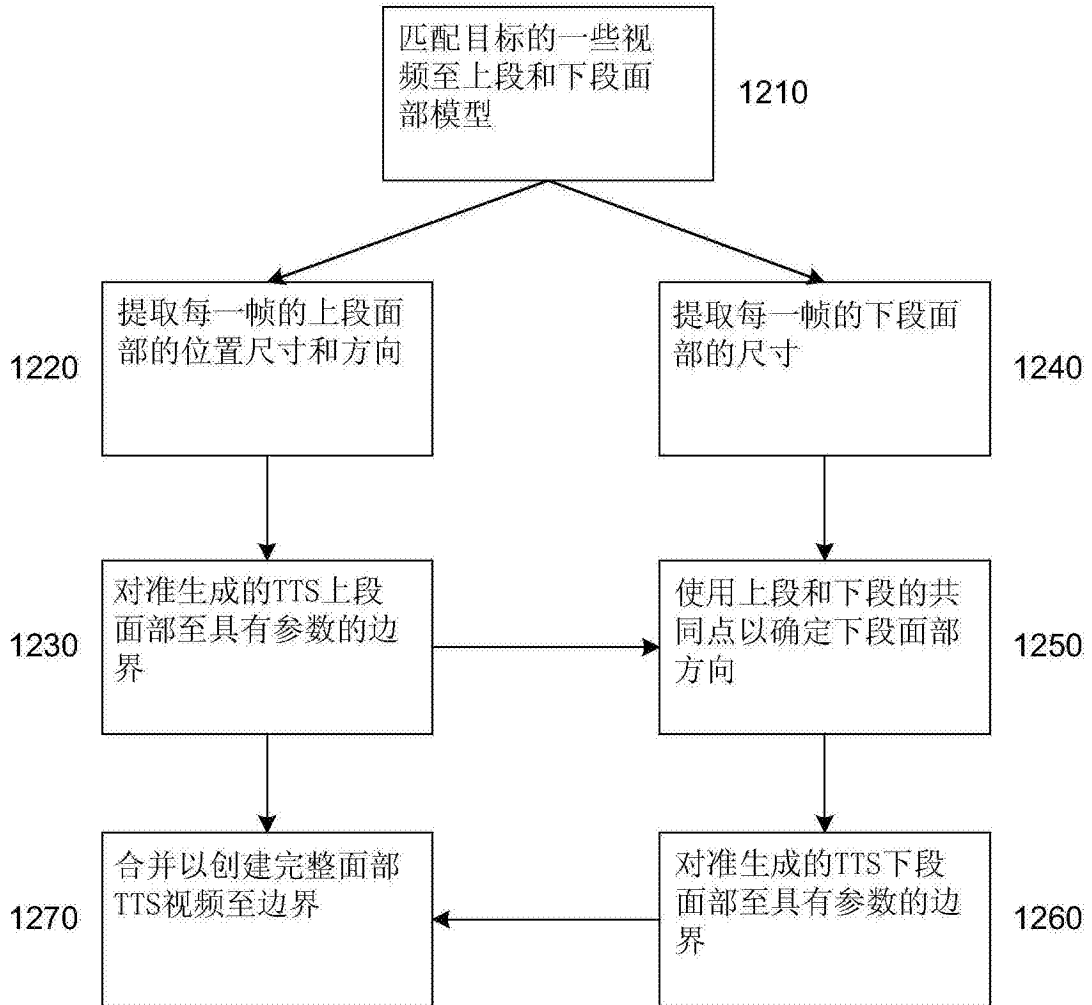 匹配目标的一些视
频至上段和下段面
部模型
1210
提取每一帧的上段面
部的位置尺寸和方向
1220
提取每一帧的下段面
部的尺寸
1240
对准生成的TTS上段
面部至具有参数的边
界
1230
使用上段和下段的共
同点以确定下段面部
方向
1250
合并以创建完整面部
TTS视频至边界
1270
对准生成的TTS下段
面部至具有参数的边
界
1260